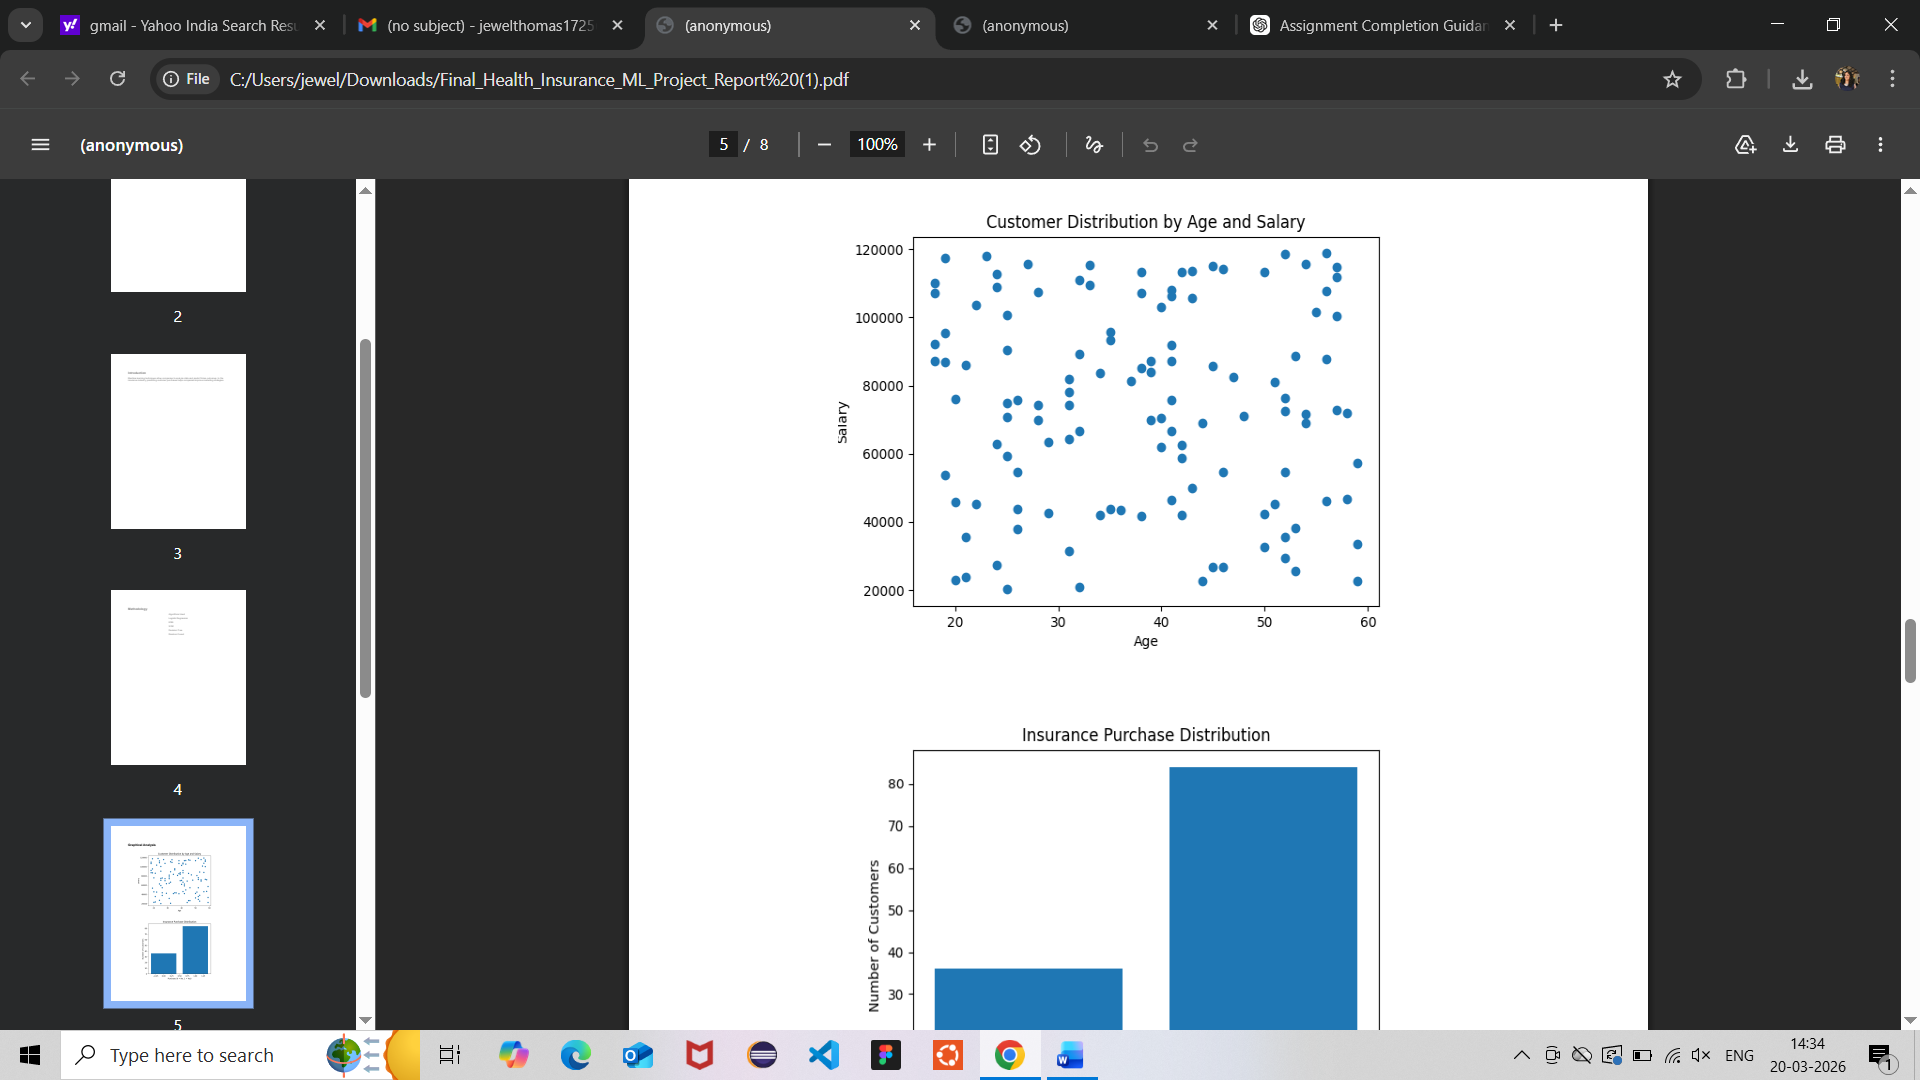 gmail - Yahoo India Search Resu
(no subject) - jewelthomas1725
(anonymous)
(anonymous)
Assignment Completion Guidan
File
C:/Users/jewel/Downloads/Final_Health_Insurance_ML_Project_Report%20(1).pdf
(anonymous)
5 / 8
100%
2
3
4
Graphical Analysis
5
Customer Distribution by Age and Salary
120000
100000
80000
60000
40000
20000
Salary
20 30 40 50 60
Age
Insurance Purchase Distribution
80
70
60
50
40
30
Number of Customers
Type here to search
ENG
14:34
20-03-2026
1